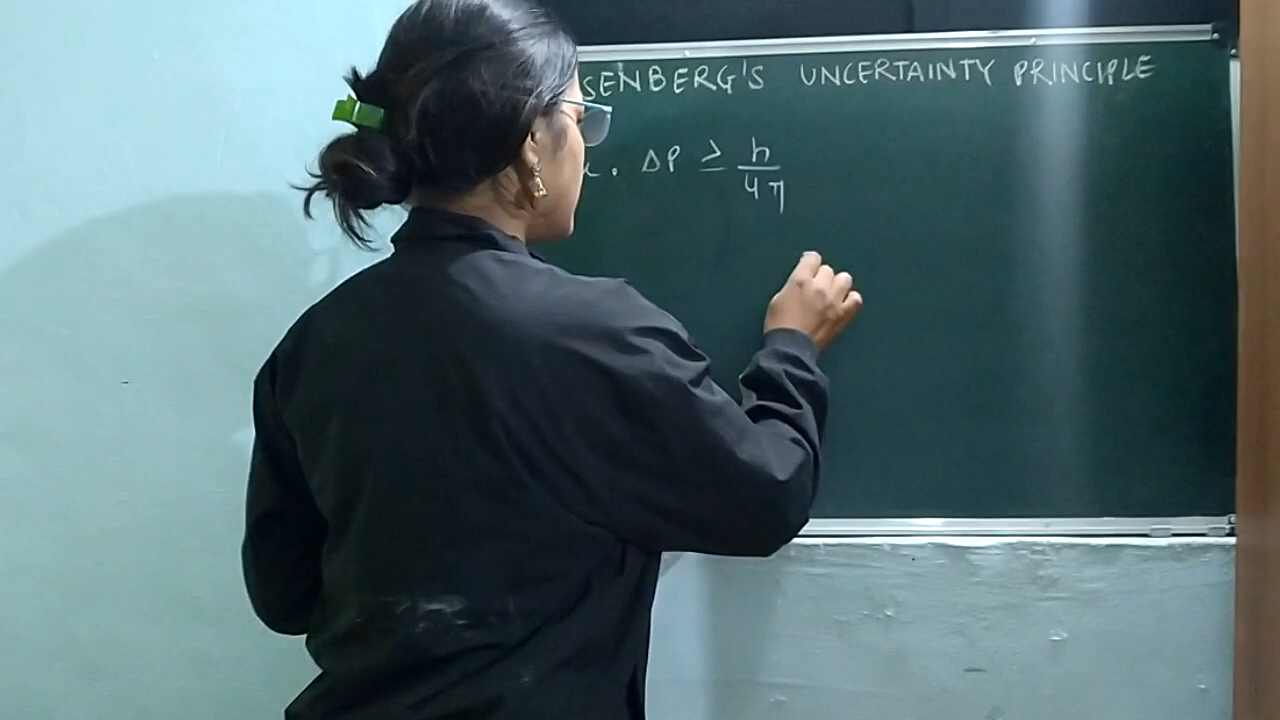 SENBERG'S UNCERTAINTY PRINCIPLE
. ΔP ≥ h/4π